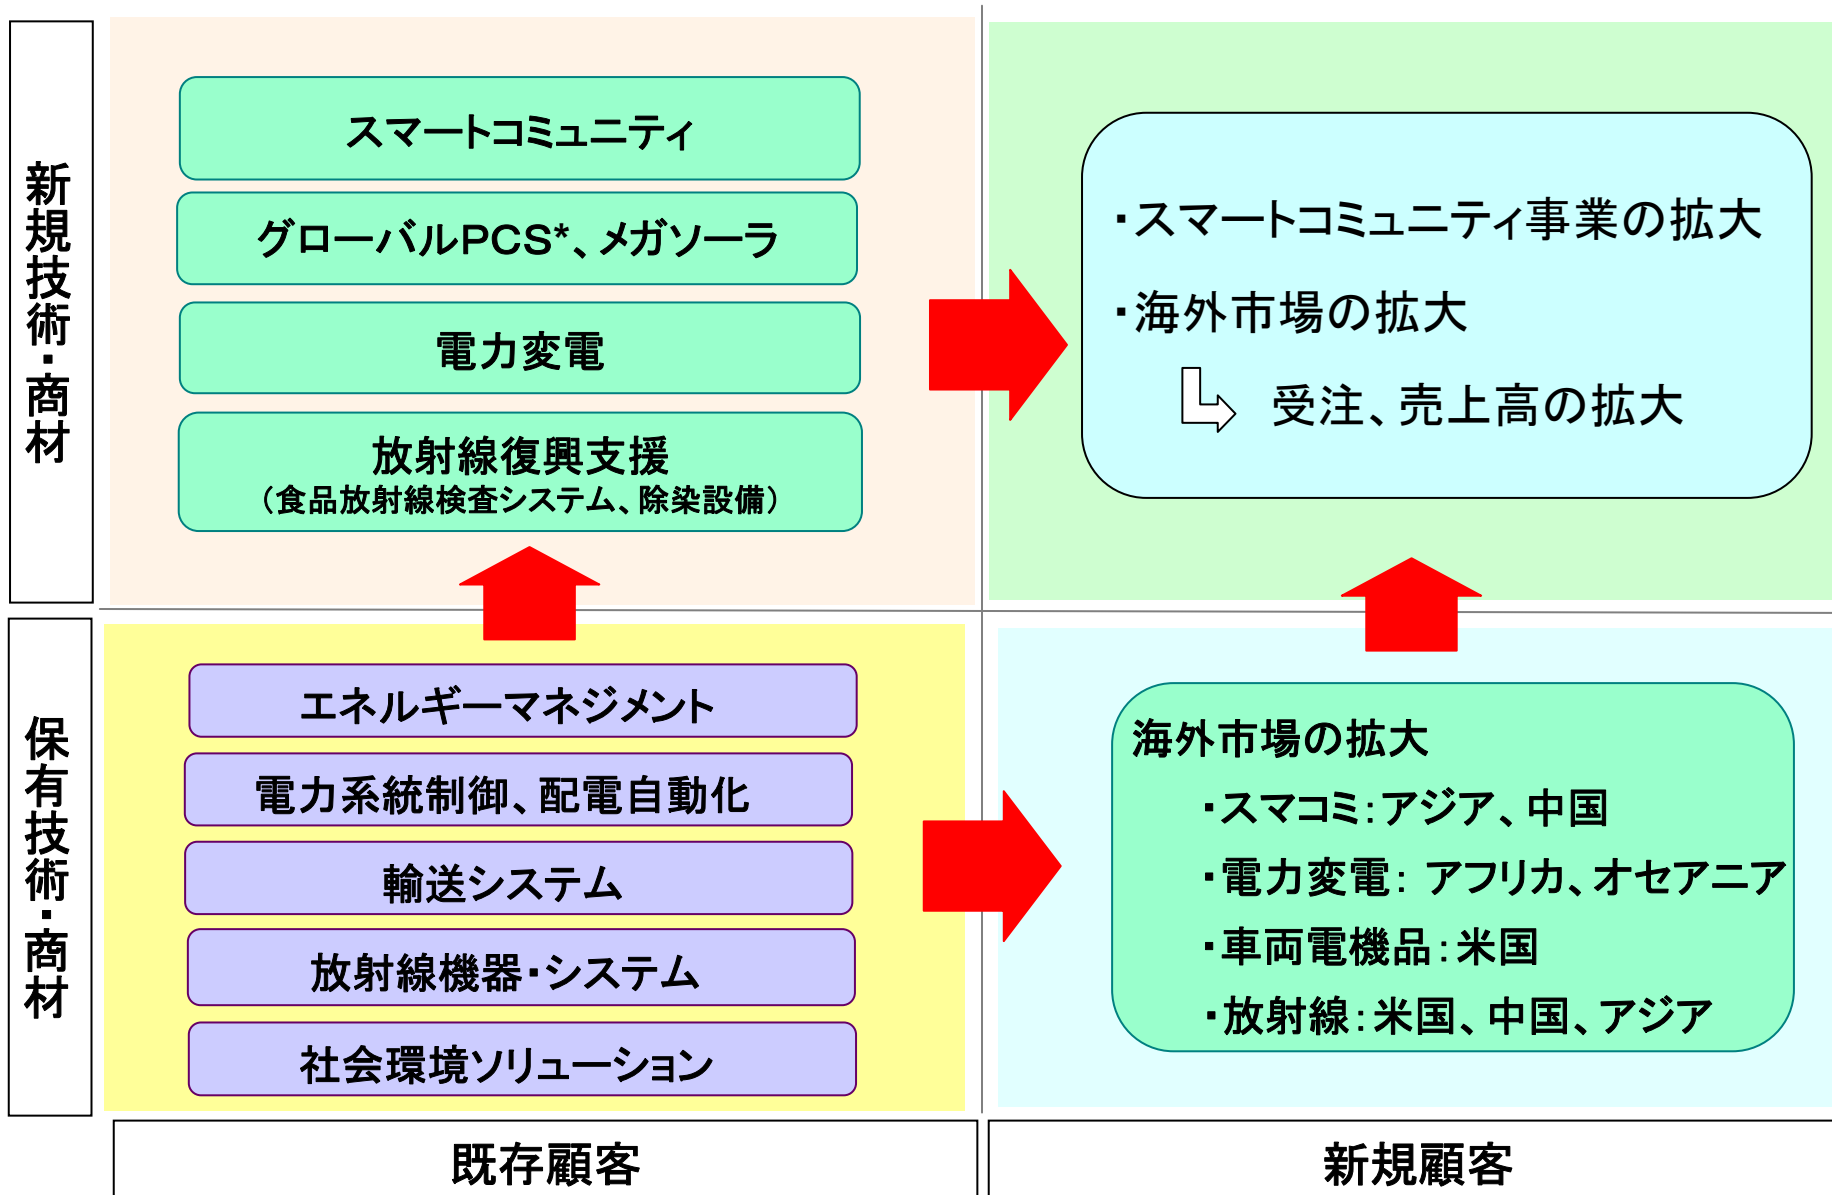 新規技術・商材
スマートコミュニティ
グローバルPCS*、メガソーラ
電力変電
放射線復興支援
（食品放射線検査システム、除染設備）
・スマートコミュニティ事業の拡大
・海外市場の拡大
受注、売上高の拡大
保有技術・商材
エネルギーマネジメント
電力系統制御、配電自動化
輸送システム
放射線機器・システム
社会環境ソリューション
海外市場の拡大
・スマコミ：アジア、中国
・電力変電： アフリカ、オセアニア
・車両電機品：米国
・放射線：米国、中国、アジア
既存顧客
新規顧客